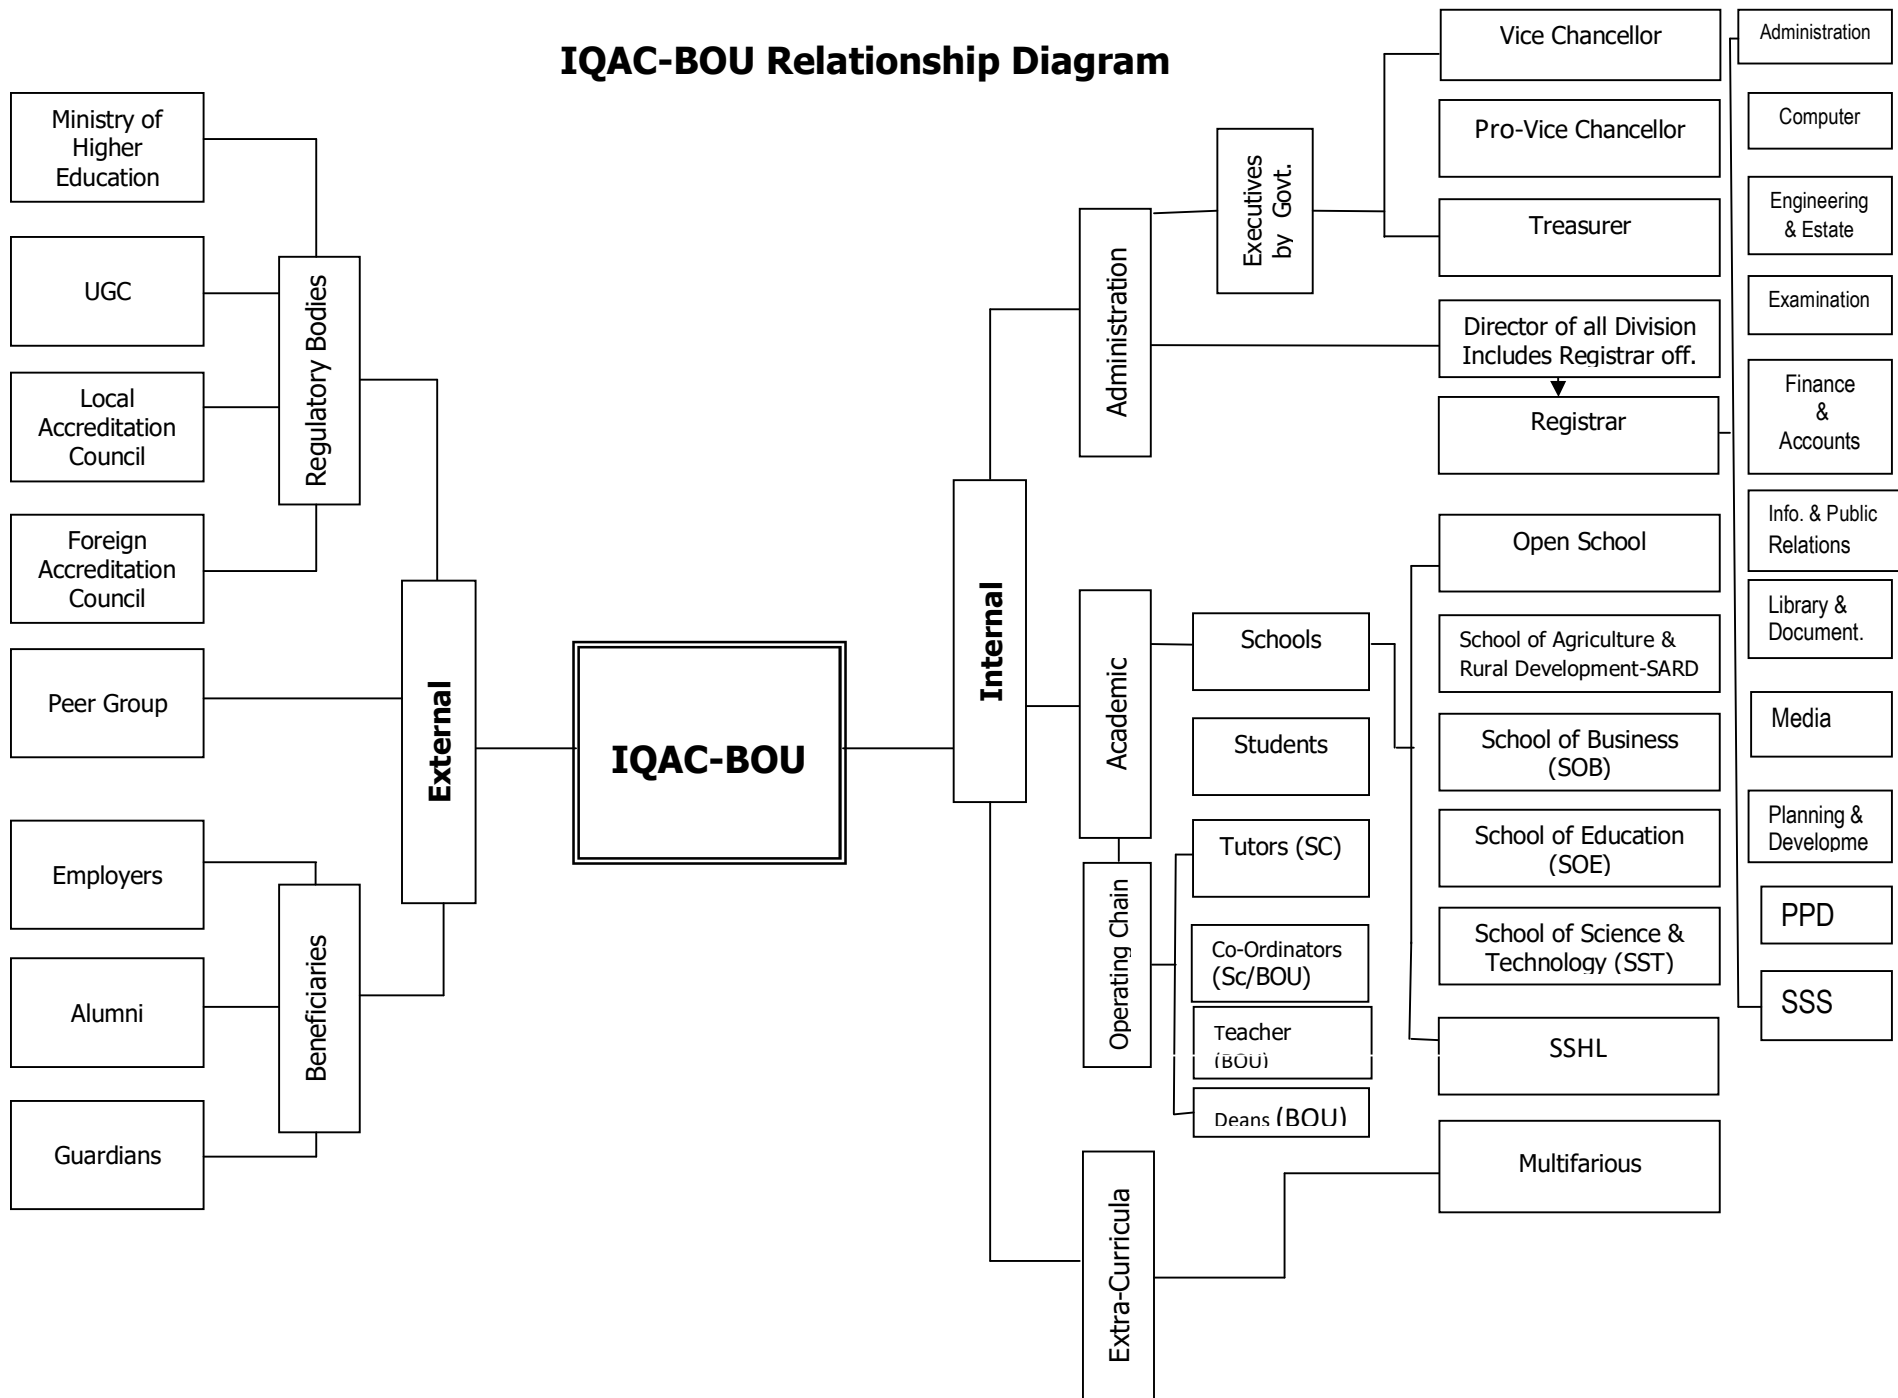 IQAC-BOU Relationship Diagram
Ministry of
Higher
Education
UGC
Local
Accreditation
Council
Foreign
Accreditation
Council
Peer Group
Employers
Alumni
Guardians
Regulatory Bodies
Beneficiaries
External
IQAC-BOU
Internal
Administration
Academic
Operating Chain
Extra-Curricula
Executives
by Govt.
Schools
Students
Tutors (SC)
Co-Ordinators
(Sc/BOU)
Teacher
(BOU)
Deans (BOU)
Vice Chancellor
Pro-Vice Chancellor
Treasurer
Director of all Division
Includes Registrar off.
Registrar
Open School
School of Agriculture &
Rural Development-SARD
School of Business
(SOB)
School of Education
(SOE)
School of Science &
Technology (SST)
SSHL
Multifarious
Administration
Computer
Engineering
& Estate
Examination
Finance
&
Accounts
Info. & Public
Relations
Library &
Document.
Media
Planning &
Developme
PPD
SSS